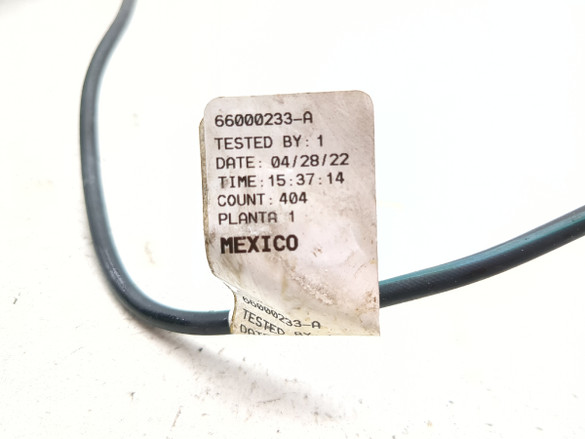 66000233-A
TESTED BY: 1
DATE: 04/28/22
TIME:15:37:14
COUNT: 404
PLANTA 1
MEXICO
66000233-A
TESTED BY